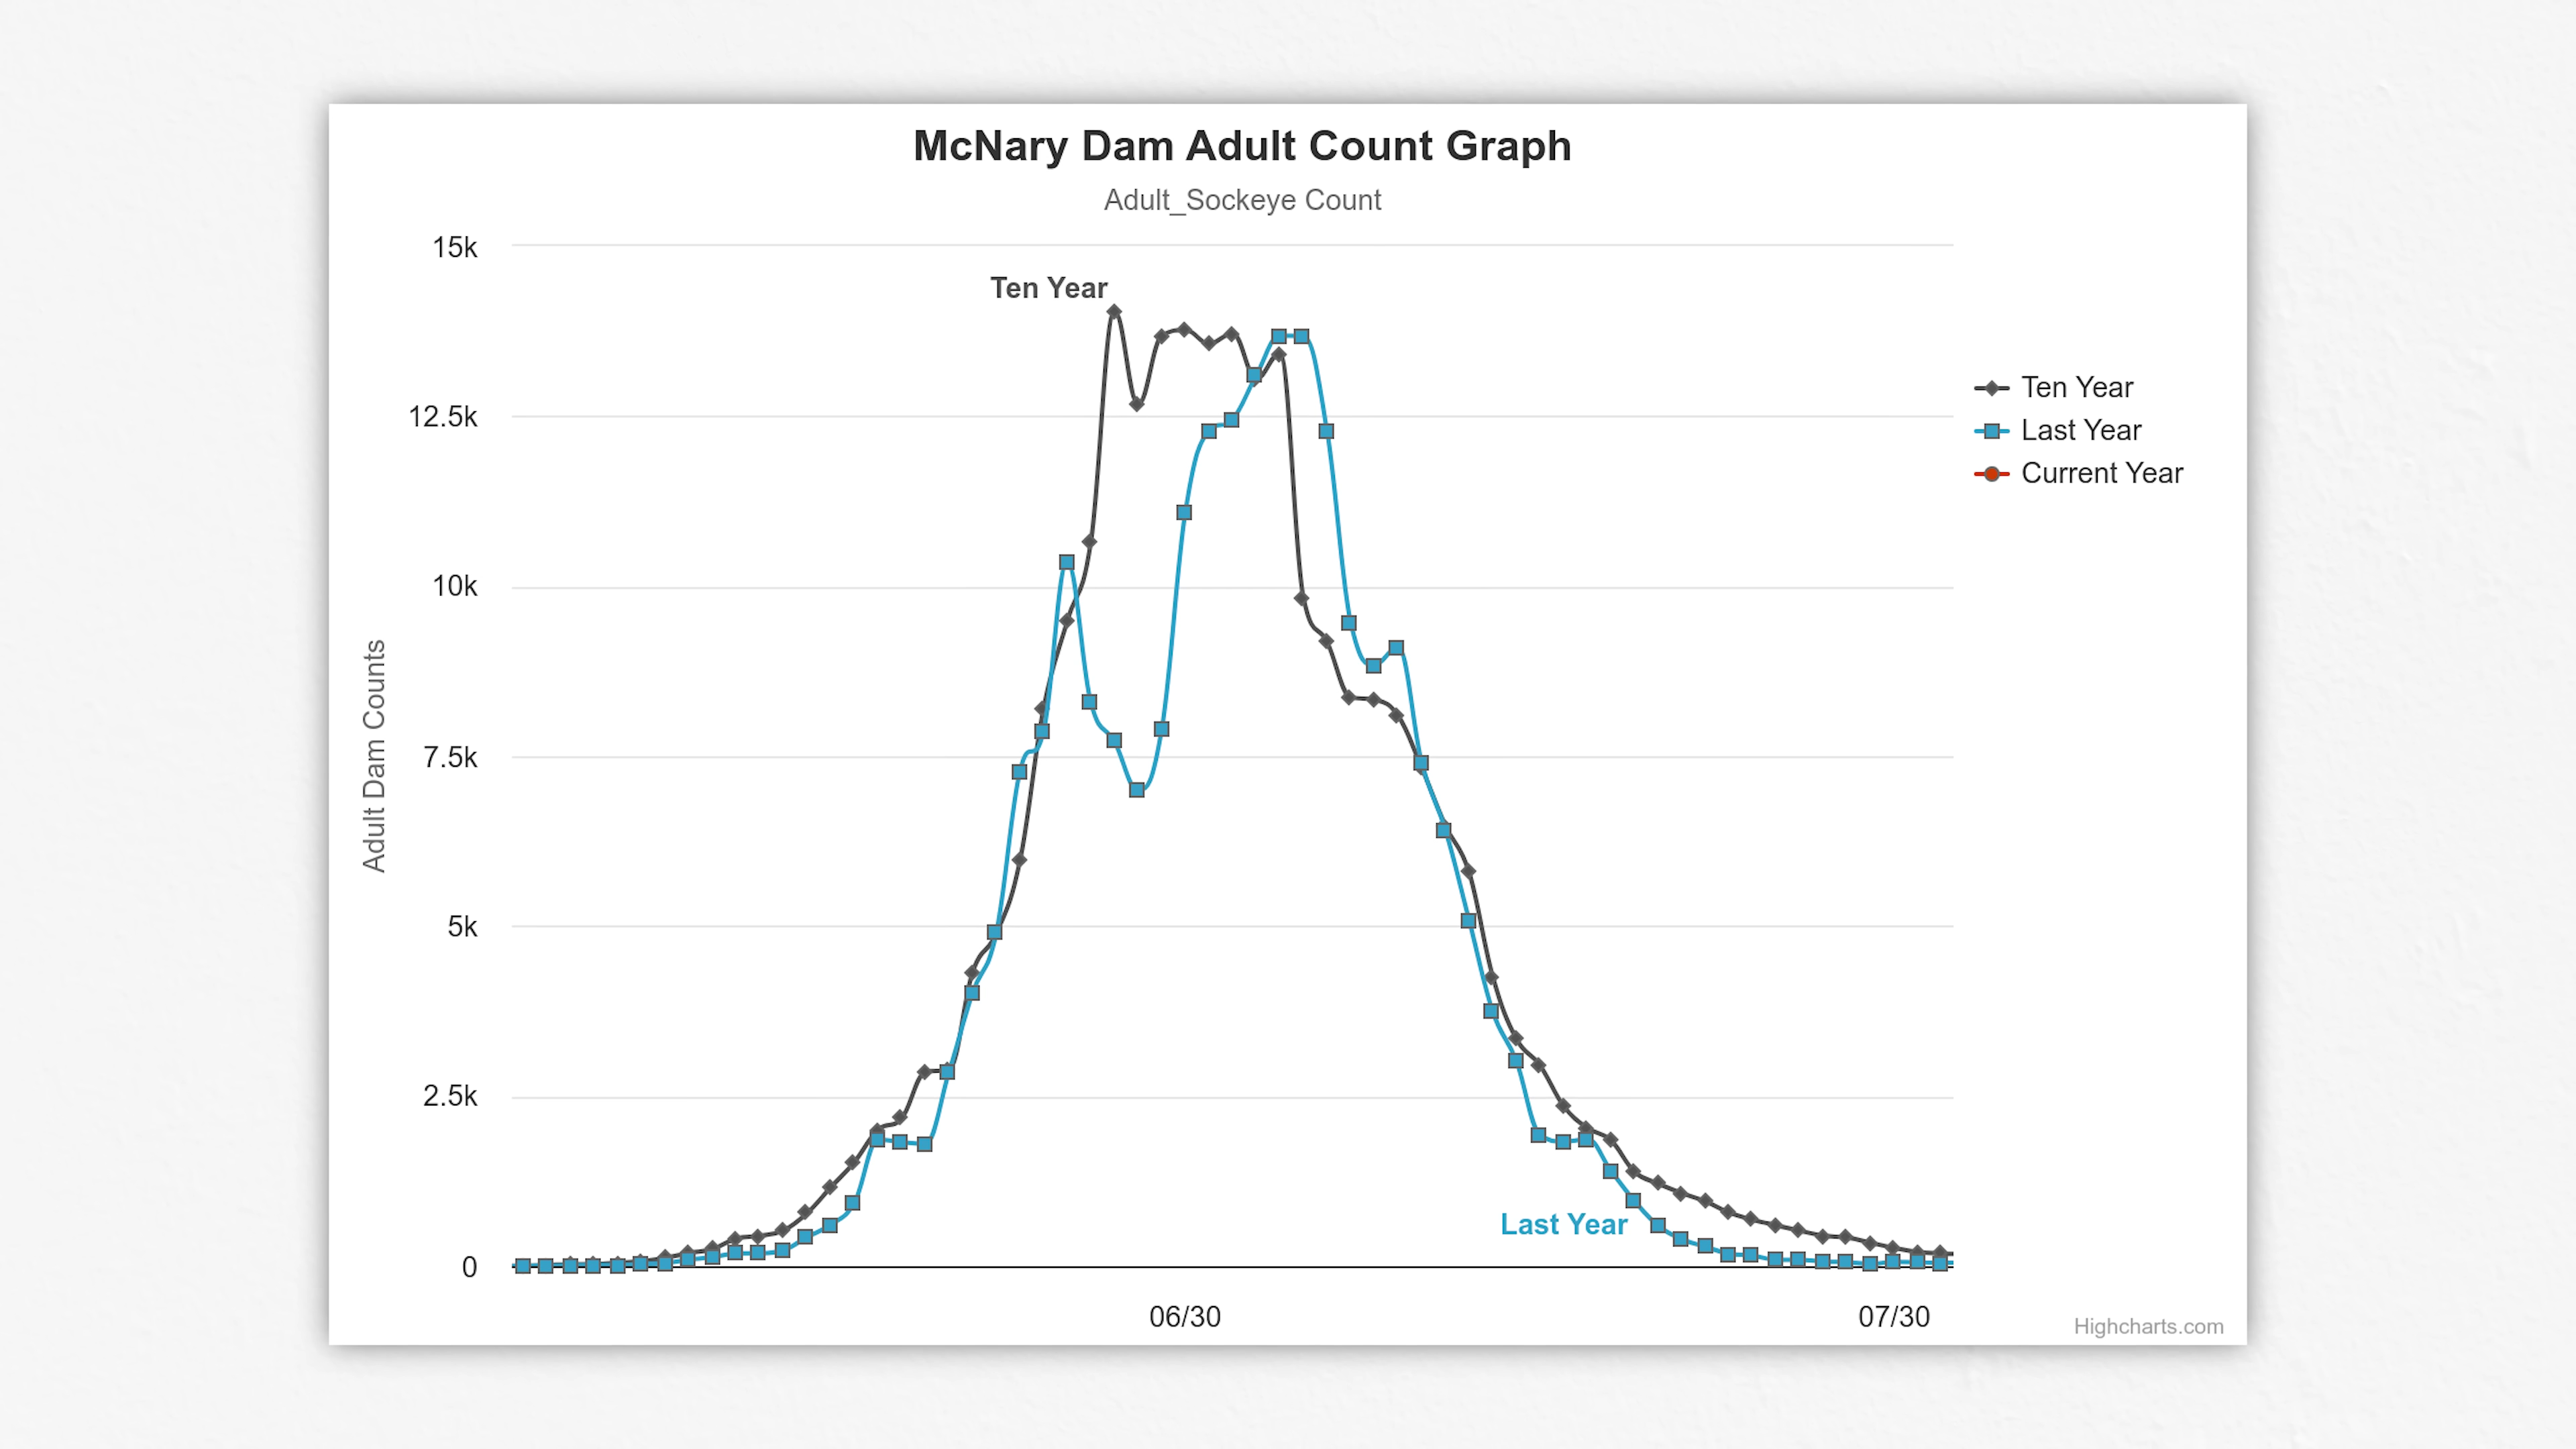 McNary Dam Adult Count Graph
Adult_Sockeye Count
15k
12.5k
10k
7.5k
5k
2.5k
0
Adult Dam Counts
Ten Year
Last Year
Ten Year
Last Year
Current Year
06/30
07/30
Highcharts.com